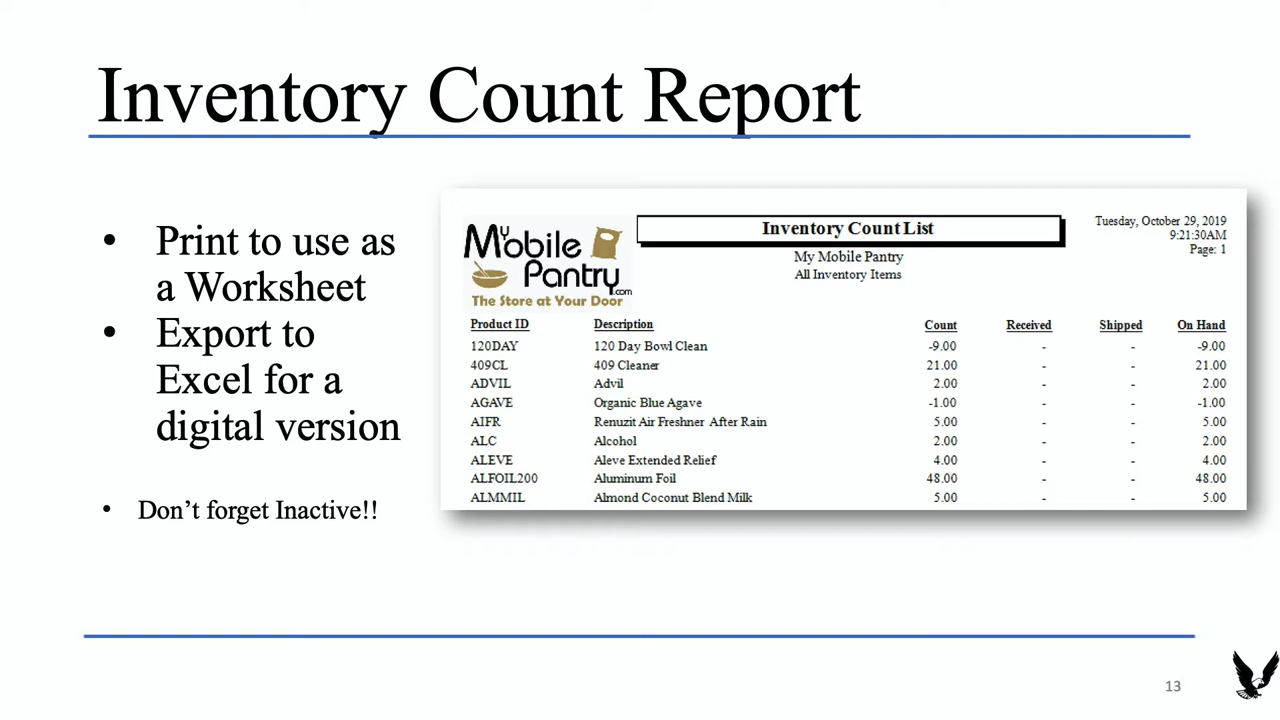 Inventory Count Report
• Print to use as
a Worksheet
• Export to
Excel for a
digital version
• Don't forget Inactive!!
My Mobile
Pantry.com
The Store at Your Door
Inventory Count List
My Mobile Pantry
All Inventory Items
Tuesday, October 29, 2019
9:21:30AM
Page: 1
Product ID Description Count Received Shipped On Hand
120DAY 120 Day Bowl Clean -9.00 - - -9.00
409CL 409 Cleaner 21.00 - - 21.00
ADVIL Advil 2.00 - - 2.00
AGAVE Organic Blue Agave -1.00 - - -1.00
AIFR Renuzit Air Freshner After Rain 5.00 - - 5.00
ALC Alcohol 2.00 - - 2.00
ALEVE Aleve Extended Relief 4.00 - - 4.00
ALFOIL200 Aluminum Foil 48.00 - - 48.00
ALMMIL Almond Coconut Blend Milk 5.00 - - 5.00
13